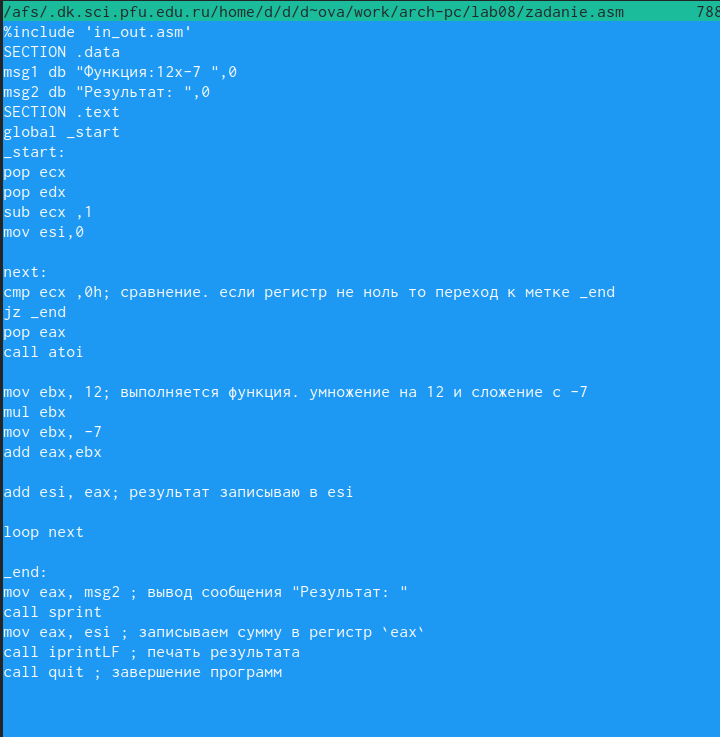 /afs/.dk.sci.pfu.edu.ru/home/d/d/d~ova/work/arch-pc/lab08/zadanie.asm 788
%include 'in_out.asm'
SECTION .data
msg1 db "Функция:12x-7 ",0
msg2 db "Результат: ",0
SECTION .text
global _start
_start:
pop ecx
pop edx
sub ecx ,1
mov esi,0
next:
cmp ecx ,0h; сравнение. если регистр не ноль то переход к метке _end
jz _end
pop eax
call atoi
mov ebx, 12; выполняется функция. умножение на 12 и сложение с -7
mul ebx
mov ebx, -7
add eax,ebx
add esi, eax; результат записываю в esi
loop next
_end:
mov eax, msg2 ; вывод сообщения "Результат: "
call sprint
mov eax, esi ; записываем сумму в регистр `eax`
call iprintLF ; печать результата
call quit ; завершение программ